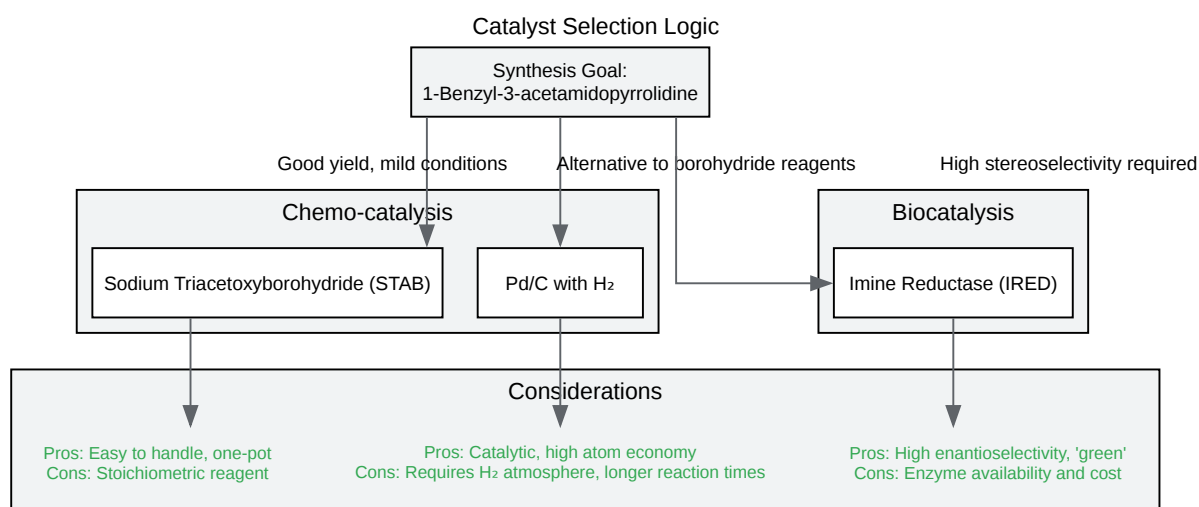 Catalyst Selection Logic
Synthesis Goal:
1-Benzyl-3-acetamidopyrrolidine
Good yield, mild conditions
Alternative to borohydride reagents
High stereoselectivity required
Chemo-catalysis
Biocatalysis
Sodium Triacetoxyborohydride (STAB)
Pd/C with H₂
Imine Reductase (IRED)
Considerations
Pros: Easy to handle, one-pot
Cons: Stoichiometric reagent
Pros: Catalytic, high atom economy
Cons: Requires H₂ atmosphere, longer reaction times
Pros: High enantioselectivity, 'green'
Cons: Enzyme availability and cost